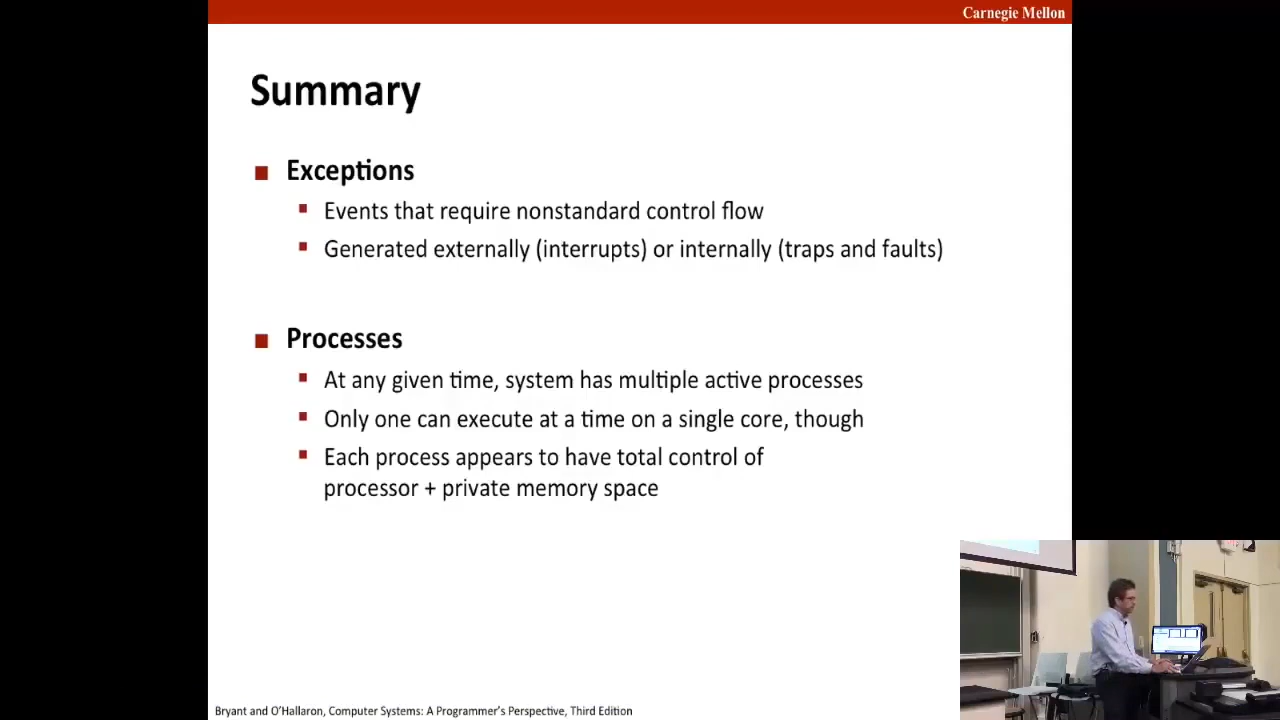 Carnegie Mellon
Summary
Exceptions
Events that require nonstandard control flow
Generated externally (interrupts) or internally (traps and faults)
Processes
At any given time, system has multiple active processes
Only one can execute at a time on a single core, though
Each process appears to have total control of
processor + private memory space
Bryant and O'Hallaron, Computer Systems: A Programmer's Perspective, Third Edition